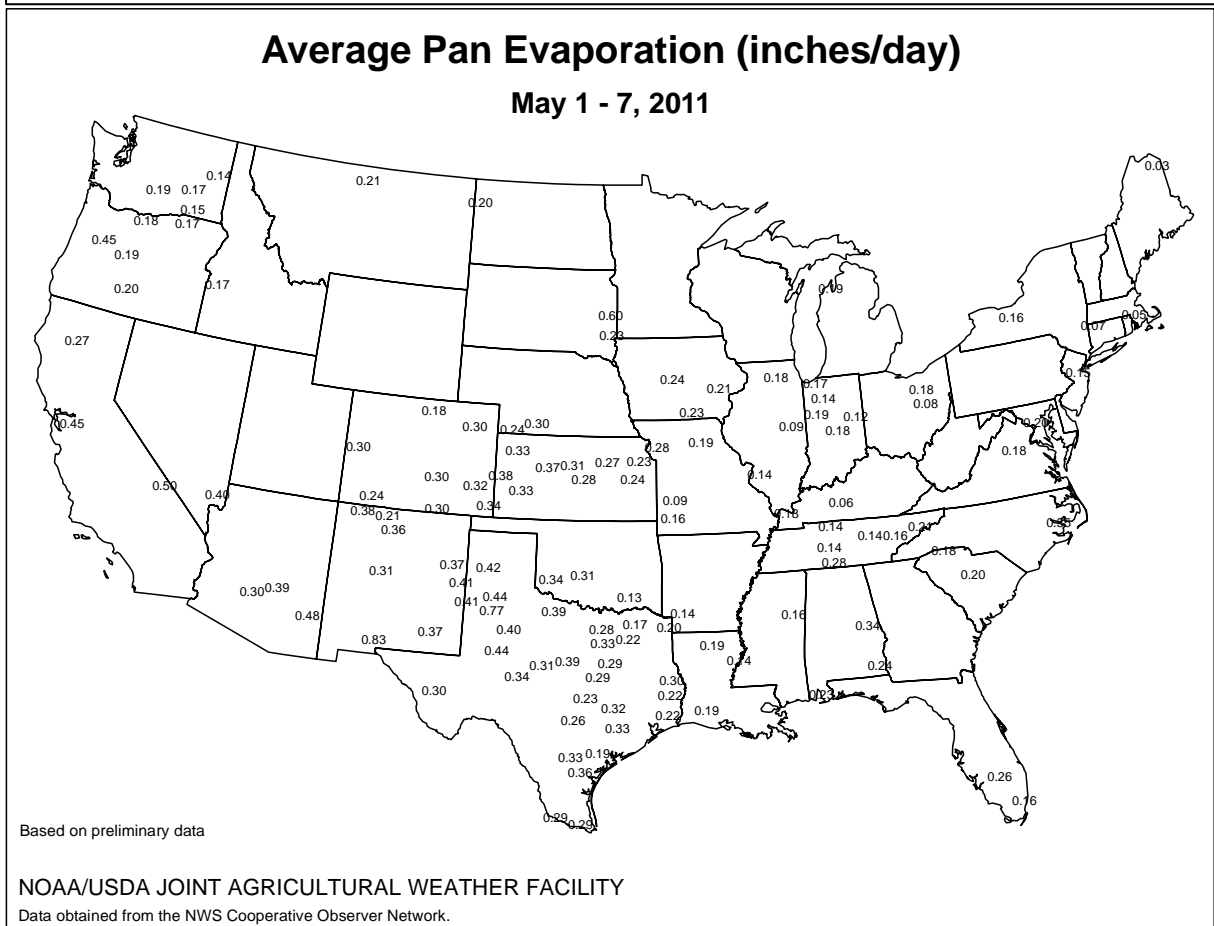 Average Pan Evaporation (inches/day)
May 1 - 7, 2011
0.03
0.14
0.21
0.19 0.17
0.20
0.15
0.18 0.17
0.45
0.19
0.20 0.17
0.19
0.60
0.16 0.05
0.07
0.23
0.27
0.24 0.18 0.13
0.21 0.17 0.18
0.14 0.08
0.18 0.23 0.19 0.12
0.45 0.30 0.24 0.30 0.09 0.18 0.20
0.30 0.33 0.28 0.19 0.18
0.37 0.31 0.27 0.23
0.50 0.30 0.38 0.28 0.24 0.14
0.40 0.24 0.32 0.33
0.38 0.30 0.34 0.09 0.06
0.21 0.16 0.18
0.36 0.14 0.21
0.14 0.16
0.14 0.18
0.31 0.37 0.42 0.28
0.41 0.34 0.31 0.20
0.30 0.39 0.44
0.41 0.13
0.48 0.77 0.39 0.14 0.16
0.83 0.37 0.40 0.28 0.17 0.20 0.34
0.44 0.33 0.22 0.19
0.31 0.39 0.29 0.14 0.24
0.34 0.29 0.30
0.30 0.23 0.22 0.23
0.26 0.32 0.22 0.19
0.33
0.33 0.19
0.36 0.26
0.16
0.29 0.29
Based on preliminary data
NOAA/USDA JOINT AGRICULTURAL WEATHER FACILITY
Data obtained from the NWS Cooperative Observer Network.